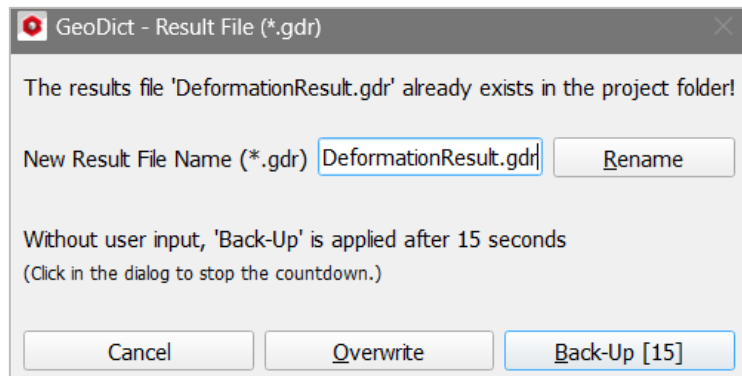 GeoDict - Result File (*.gdr)
The results file 'DeformationResult.gdr' already exists in the project folder!
New Result File Name (*.gdr) DeformationResult.gdr Rename
Without user input, 'Back-Up' is applied after 15 seconds
(Click in the dialog to stop the countdown.)
Cancel Overwrite Back-Up [15]